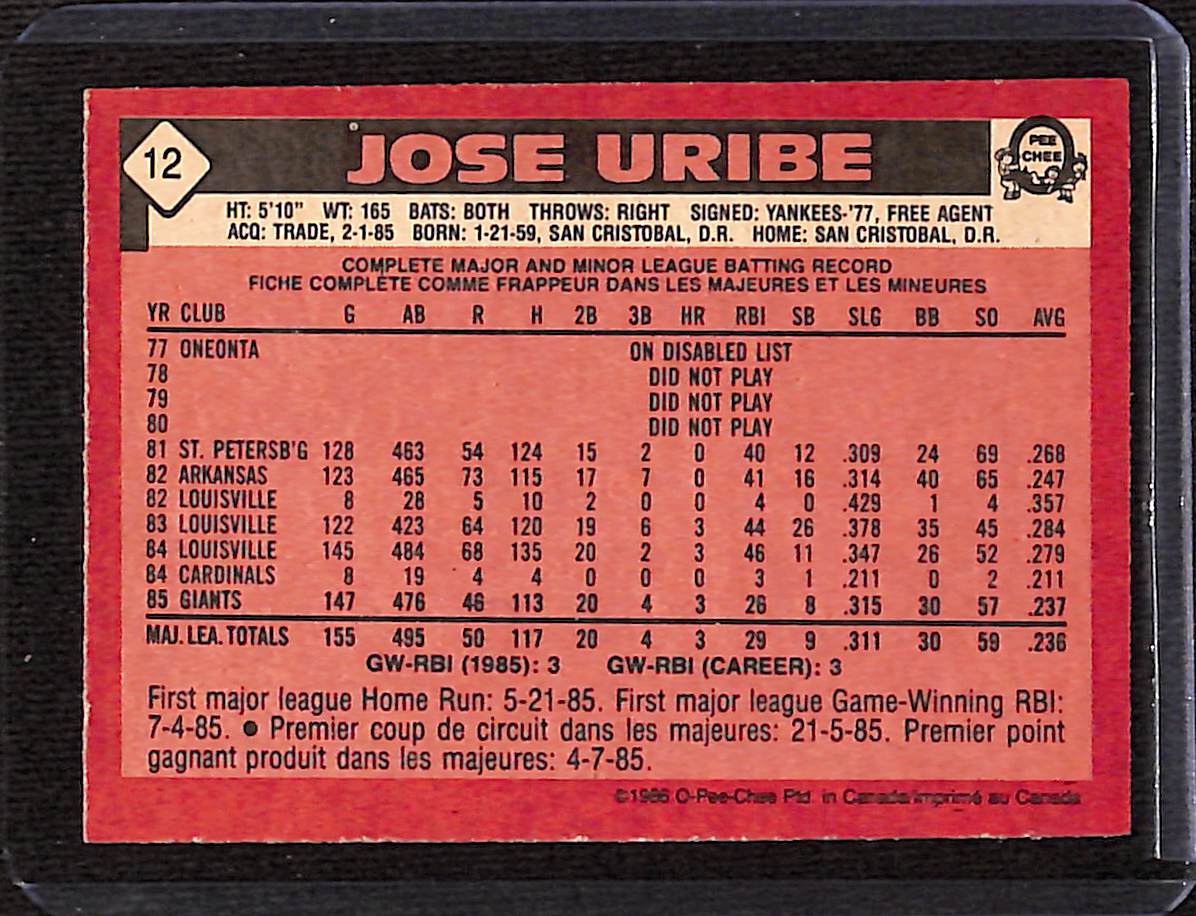 12
JOSE URIBE
PEE
CHEE
HT: 5'10" WT: 165 BATS: BOTH THROWS: RIGHT SIGNED: YANKEES-'77, FREE AGENT
ACQ: TRADE, 2-1-85 BORN: 1-21-59, SAN CRISTOBAL, D.R. HOME: SAN CRISTOBAL, D.R.
COMPLETE MAJOR AND MINOR LEAGUE BATTING RECORD
FICHE COMPLÈTE COMME FRAPPEUR DANS LES MAJEURES ET LES MINEURES
YR CLUB G AB R H 2B 3B HR RBI SB SLG BB SO AVG
77 ONEONTA ON DISABLED LIST
78 DID NOT PLAY
79 DID NOT PLAY
80 DID NOT PLAY
81 ST. PETERSB'G 128 463 54 124 15 2 0 40 12 .309 24 69 .268
82 ARKANSAS 123 465 73 115 17 7 0 41 16 .314 40 65 .247
82 LOUISVILLE 8 28 5 10 2 0 0 4 0 .429 1 4 .357
83 LOUISVILLE 122 423 64 120 19 6 3 44 26 .378 35 45 .284
84 LOUISVILLE 145 484 68 135 20 2 3 46 11 .347 26 52 .279
84 CARDINALS 8 19 4 4 0 0 0 3 1 .211 0 2 .211
85 GIANTS 147 476 46 113 20 4 3 26 8 .315 30 57 .237
MAJ. LEA. TOTALS 155 495 50 117 20 4 3 29 9 .311 30 59 .236
GW-RBI (1985): 3 GW-RBI (CAREER): 3
First major league Home Run: 5-21-85. First major league Game-Winning RBI:
7-4-85. ● Premier coup de circuit dans les majeures: 21-5-85. Premier point
gagnant produit dans les majeures: 4-7-85.
©1986 O-Pee-Chee Ptd. in Canada/Imprimé au Canada